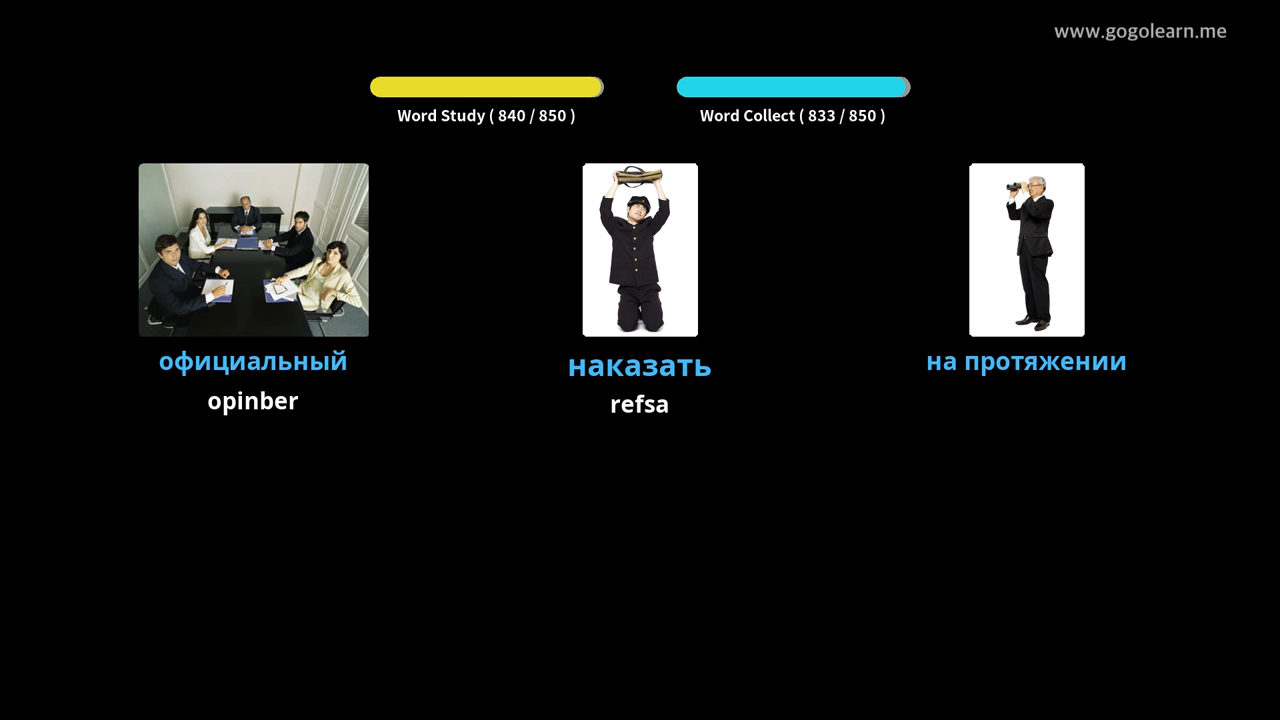 www.gogolearn.me
Word Study ( 840 / 850 )
Word Collect ( 833 / 850 )
официальный
наказать
на протяжении
opinber
refsa